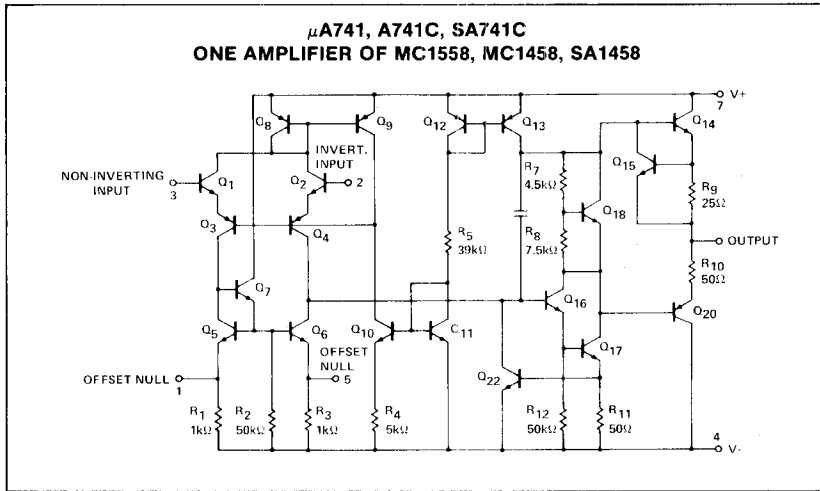 μA741, A741C, SA741C
ONE AMPLIFIER OF MC1558, MC1458, SA1458
V+
7
Q8
Q9
Q12
Q13
Q14
INVERT.
INPUT
Q15
NON-INVERTING
INPUT
3
Q1
Q2
2
R7
4.5kΩ
R9
25Ω
Q18
Q3
Q4
R5
39kΩ
R8
7.5kΩ
OUTPUT
R10
50Ω
Q7
Q16
Q20
Q5
Q6
Q10
C11
Q17
OFFSET
NULL
5
Q22
OFFSET NULL
1
R1
1kΩ
R2
50kΩ
R3
1kΩ
R4
5kΩ
R12
50kΩ
R11
50Ω
4
V-